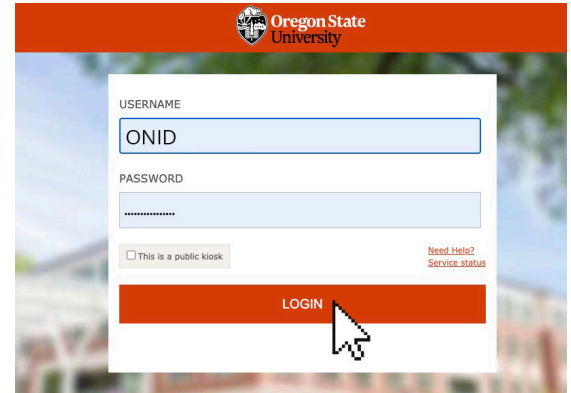 Oregon State
University
USERNAME
ONID
PASSWORD
•••••••••••••••
This is a public kiosk
Need Help?
Service status
LOGIN